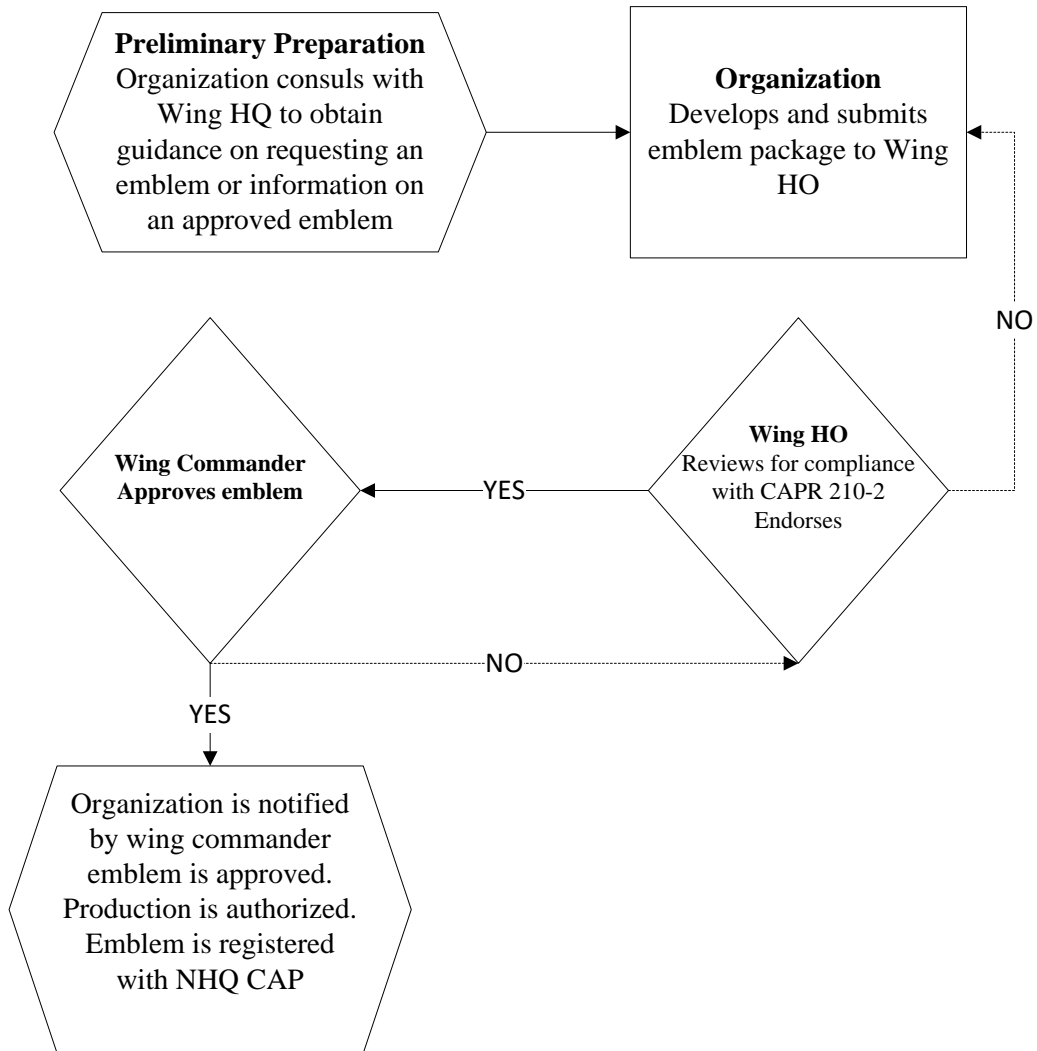 Preliminary Preparation
Organization consuls with
Wing HQ to obtain
guidance on requesting an
emblem or information on
an approved emblem
Organization
Develops and submits
emblem package to Wing
HO
NO
Wing HO
Reviews for compliance
with CAPR 210-2
Endorses
YES
Wing Commander
Approves emblem
NO
YES
Organization is notified
by wing commander
emblem is approved.
Production is authorized.
Emblem is registered
with NHQ CAP